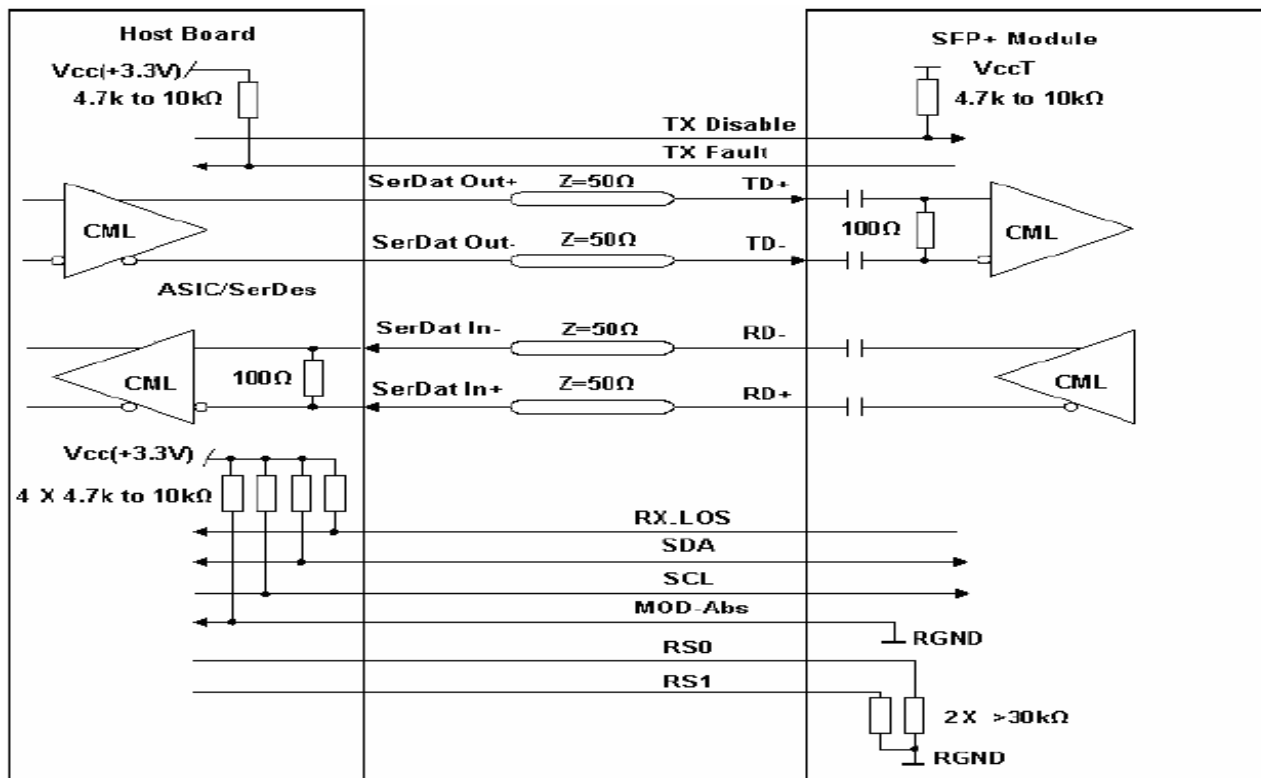 Host Board
SFP+ Module
Vcc(+3.3V)
4.7k to 10kΩ
VccT
4.7k to 10kΩ
TX Disable
TX Fault
SerDat Out+
Z=50Ω
TD+
CML
100Ω
CML
SerDat Out-
Z=50Ω
TD-
ASIC/SerDes
SerDat In-
Z=50Ω
RD-
CML
100Ω
CML
SerDat In+
Z=50Ω
RD+
Vcc(+3.3V)
4 X 4.7k to 10kΩ
RX_LOS
SDA
SCL
MOD-Abs
RGND
RS0
RS1
2X >30kΩ
RGND